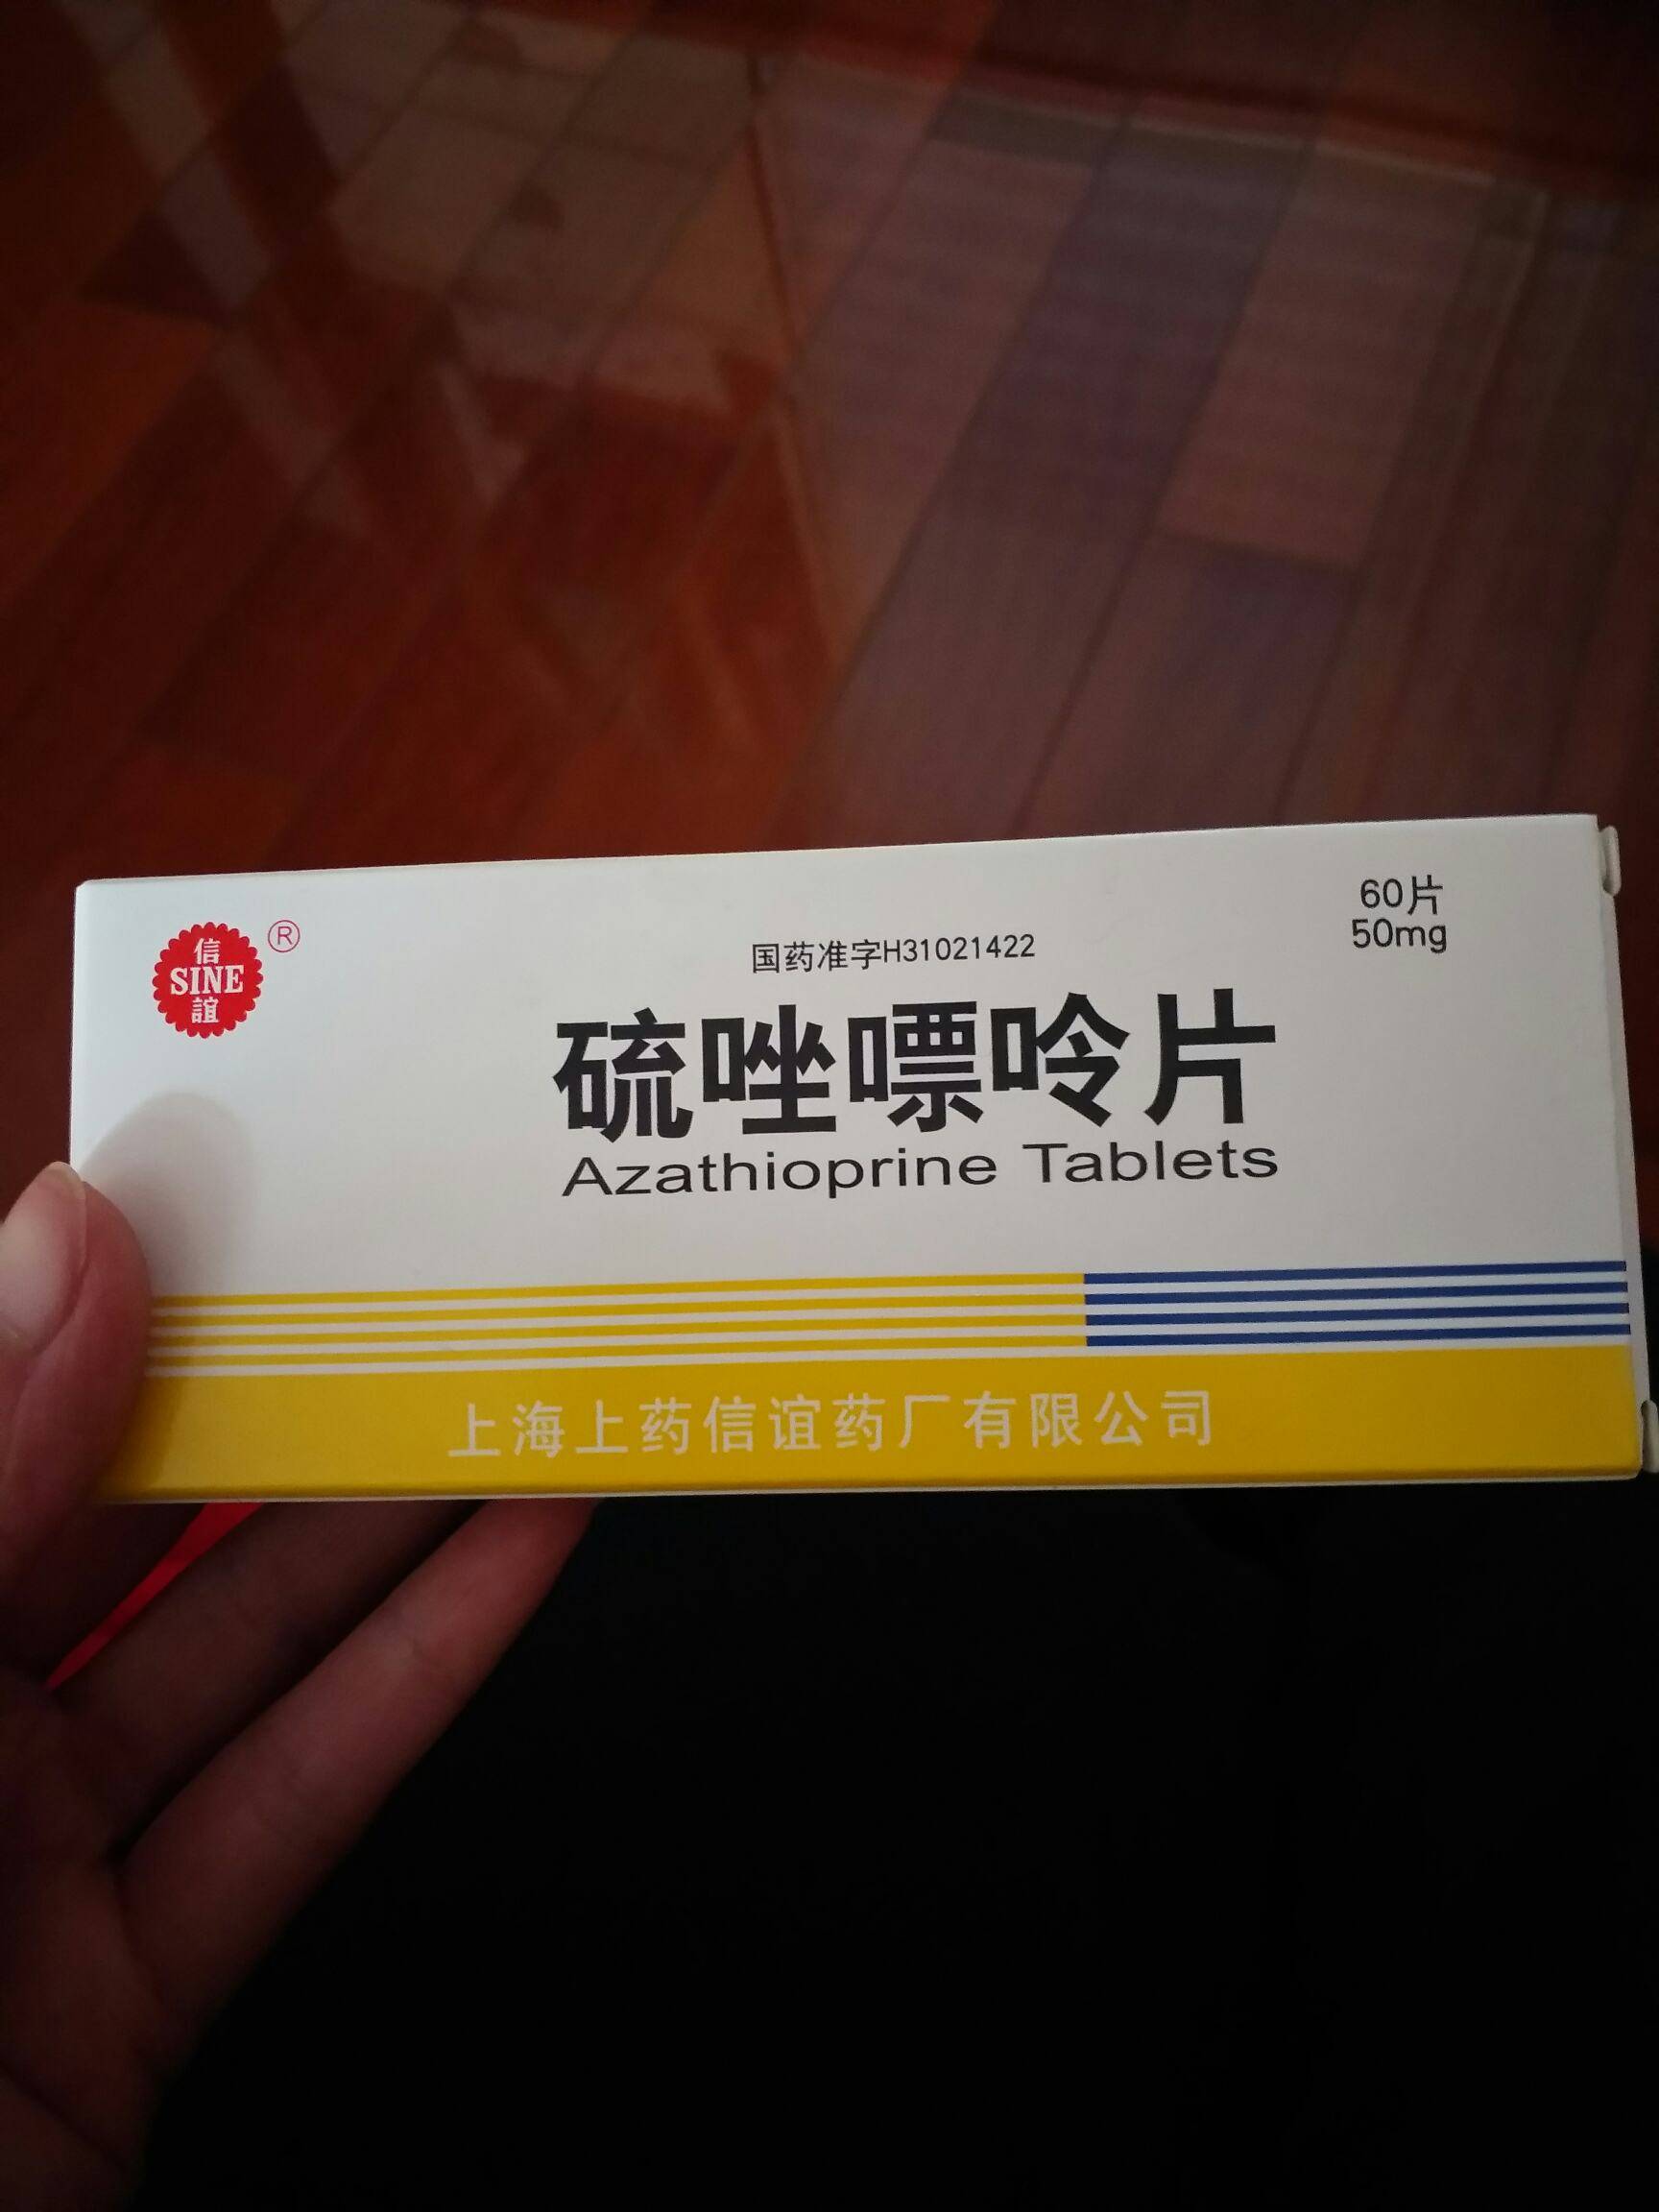 信
SINE
誼
®
60片
50mg
国药准字H31021422
硫唑嘌呤片
Azathioprine Tablets
上海上药信谊药厂有限公司